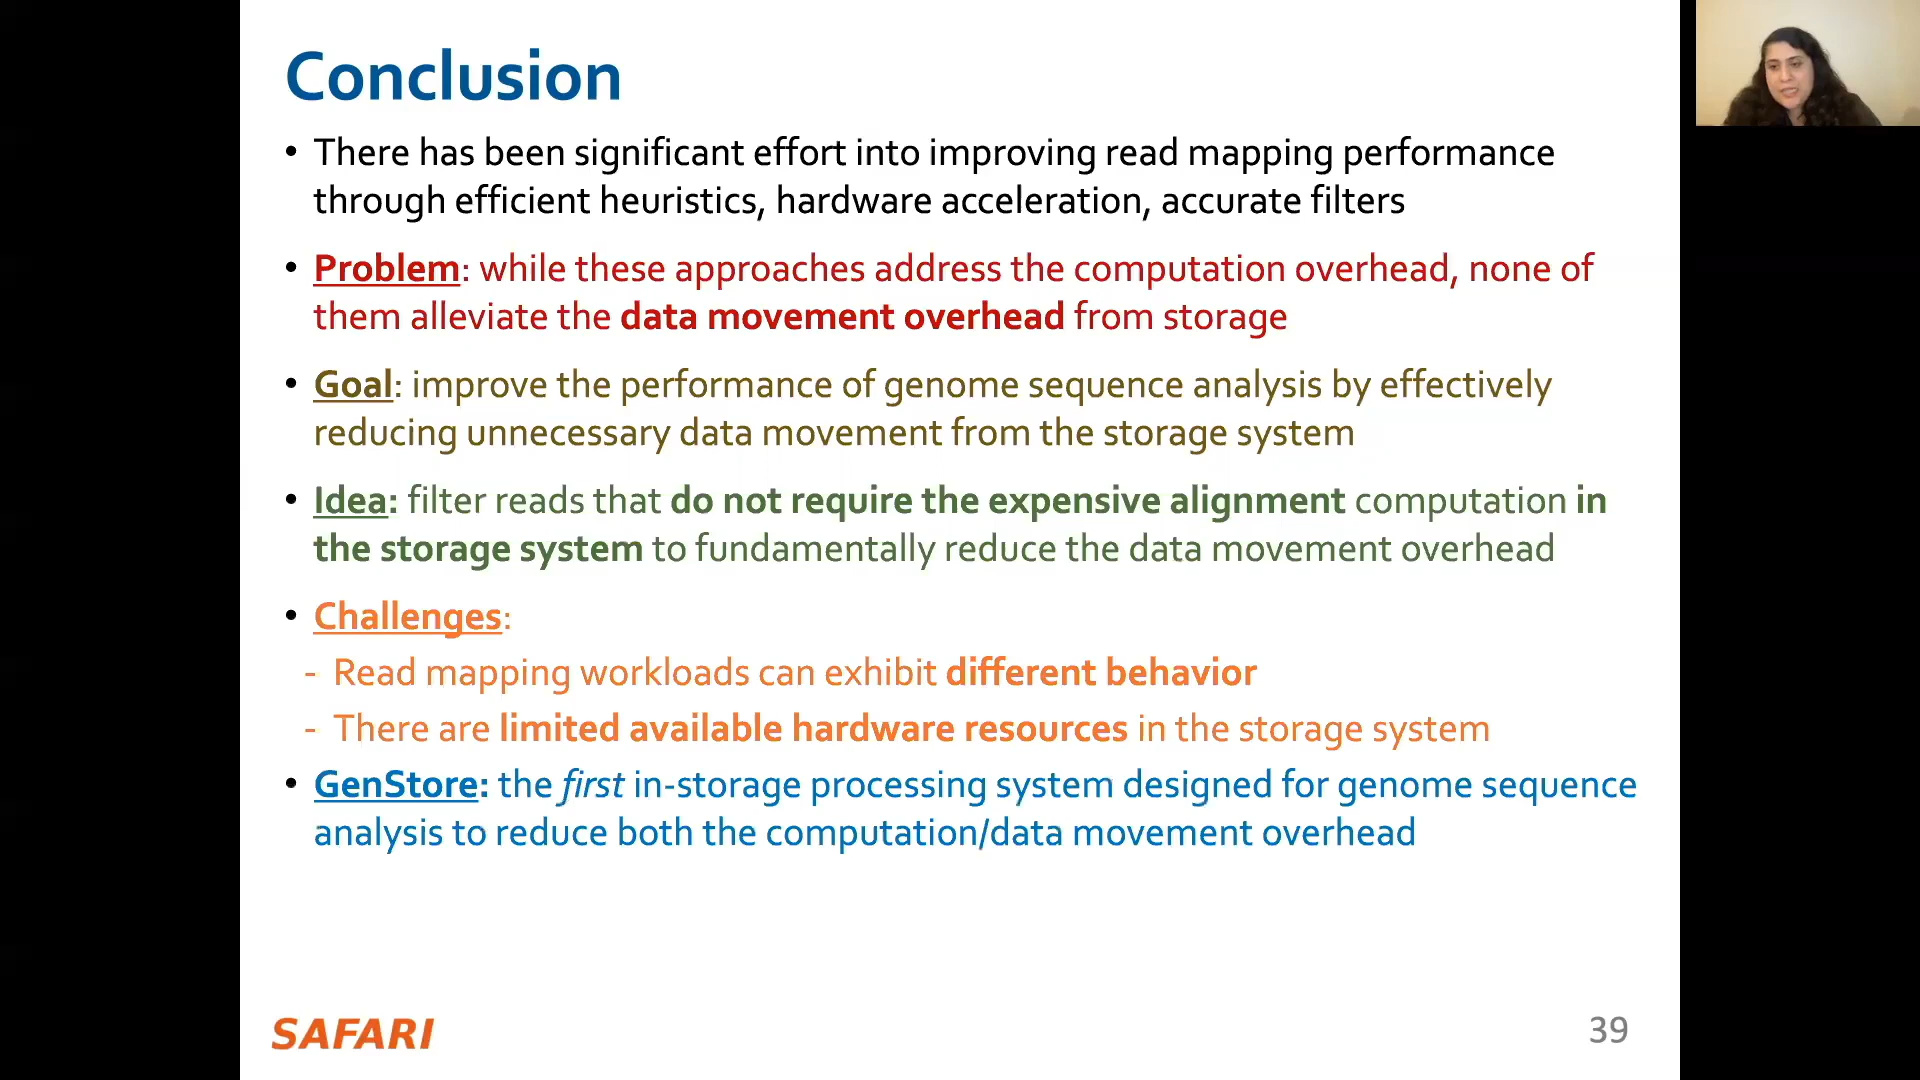 Conclusion
• There has been significant effort into improving read mapping performance
through efficient heuristics, hardware acceleration, accurate filters
• Problem: while these approaches address the computation overhead, none of
them alleviate the data movement overhead from storage
• Goal: improve the performance of genome sequence analysis by effectively
reducing unnecessary data movement from the storage system
• Idea: filter reads that do not require the expensive alignment computation in
the storage system to fundamentally reduce the data movement overhead
• Challenges:
- Read mapping workloads can exhibit different behavior
- There are limited available hardware resources in the storage system
• GenStore: the first in-storage processing system designed for genome sequence
analysis to reduce both the computation/data movement overhead
SAFARI
39